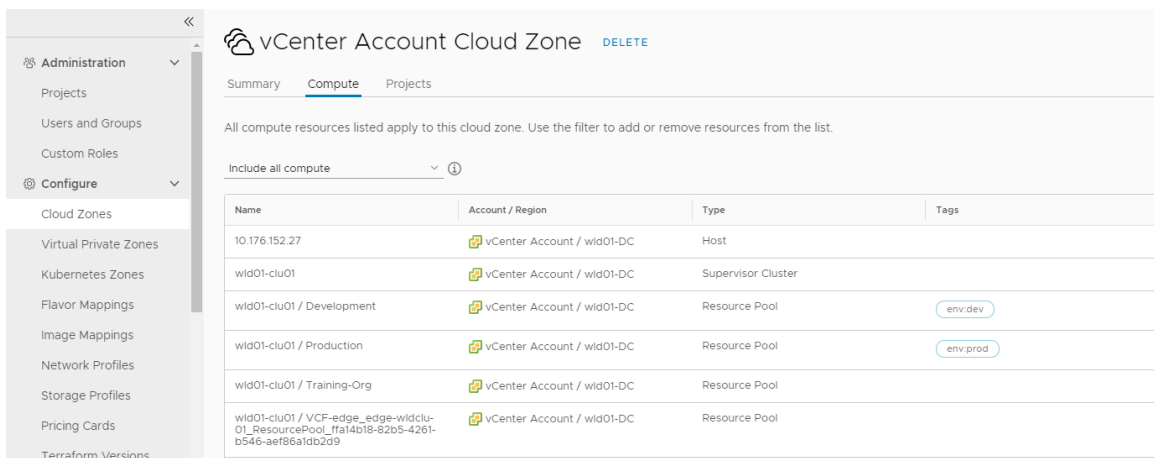 «
vCenter Account Cloud Zone DELETE
Administration
Projects
Users and Groups
Custom Roles
Configure
Cloud Zones
Virtual Private Zones
Kubernetes Zones
Flavor Mappings
Image Mappings
Network Profiles
Storage Profiles
Pricing Cards
Terraform Versions
Summary Compute Projects
All compute resources listed apply to this cloud zone. Use the filter to add or remove resources from the list.
Include all compute
Name Account / Region Type Tags
10.176.152.27 vCenter Account / wld01-DC Host
wld01-clu01 vCenter Account / wld01-DC Supervisor Cluster
wld01-clu01 / Development vCenter Account / wld01-DC Resource Pool env:dev
wld01-clu01 / Production vCenter Account / wld01-DC Resource Pool env:prod
wld01-clu01 / Training-Org vCenter Account / wld01-DC Resource Pool
wld01-clu01 / VCF-edge_edge-wldclu- vCenter Account / wld01-DC Resource Pool
01_ResourcePool_ffa14b18-82b5-4261-
b546-aef86a1db2d9